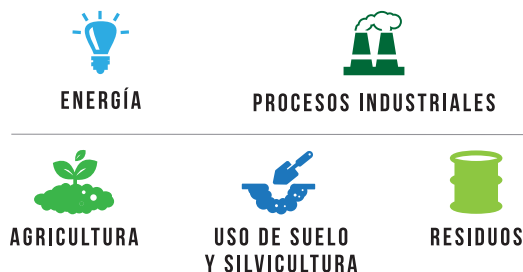 ENERGÍA
PROCESOS INDUSTRIALES
AGRICULTURA
USO DE SUELO
Y SILVICULTURA
RESIDUOS